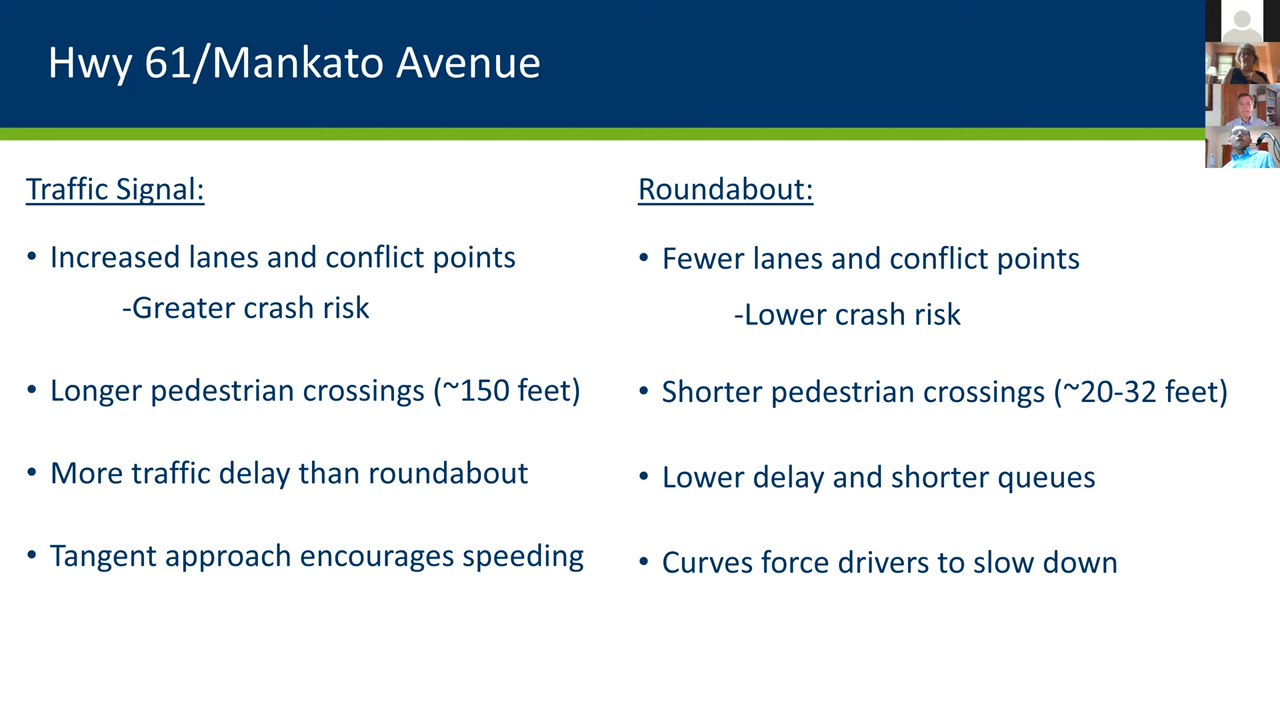 Hwy 61/Mankato Avenue
Traffic Signal:
• Increased lanes and conflict points
-Greater crash risk
• Longer pedestrian crossings (~150 feet)
• More traffic delay than roundabout
• Tangent approach encourages speeding
Roundabout:
• Fewer lanes and conflict points
-Lower crash risk
• Shorter pedestrian crossings (~20-32 feet)
• Lower delay and shorter queues
• Curves force drivers to slow down